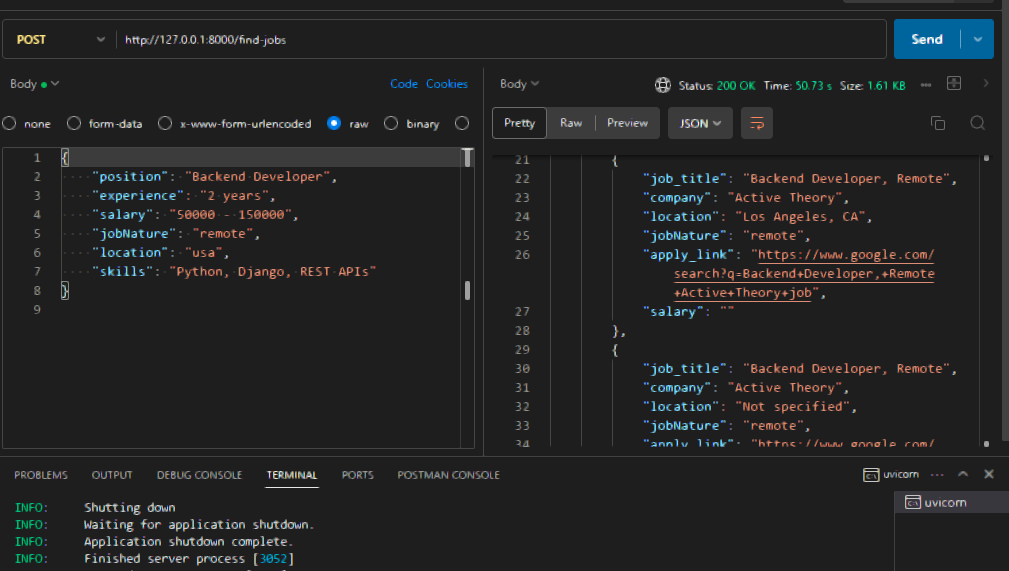 POST
http://127.0.0.1:8000/find-jobs
Send
Body
Code Cookies
none form-data x-www-form-urlencoded raw binary
1 {
2 ····"position":·"Backend·Developer",
3 ····"experience":·"2·years",
4 ····"salary":·"50000·-·150000",
5 ····"jobNature":·"remote",
6 ····"location":·"usa",
7 ····"skills":·"Python,·Django,·REST·APIs"
8 }
9
Body
Status: 200 OK Time: 50.73 s Size: 1.61 KB
Pretty Raw Preview JSON
21 {
22 "job_title": "Backend Developer, Remote",
23 "company": "Active Theory",
24 "location": "Los Angeles, CA",
25 "jobNature": "remote",
26 "apply_link": "https://www.google.com/
search?q=Backend+Developer,+Remote
+Active+Theory+job",
27 "salary": ""
28 },
29 {
30 "job_title": "Backend Developer, Remote",
31 "company": "Active Theory",
32 "location": "Not specified",
33 "jobNature": "remote",
34 "apply_link": "https://www.google.com/
PROBLEMS OUTPUT DEBUG CONSOLE TERMINAL PORTS POSTMAN CONSOLE
uvicorn
uvicorn
INFO: Shutting down
INFO: Waiting for application shutdown.
INFO: Application shutdown complete.
INFO: Finished server process [3052]